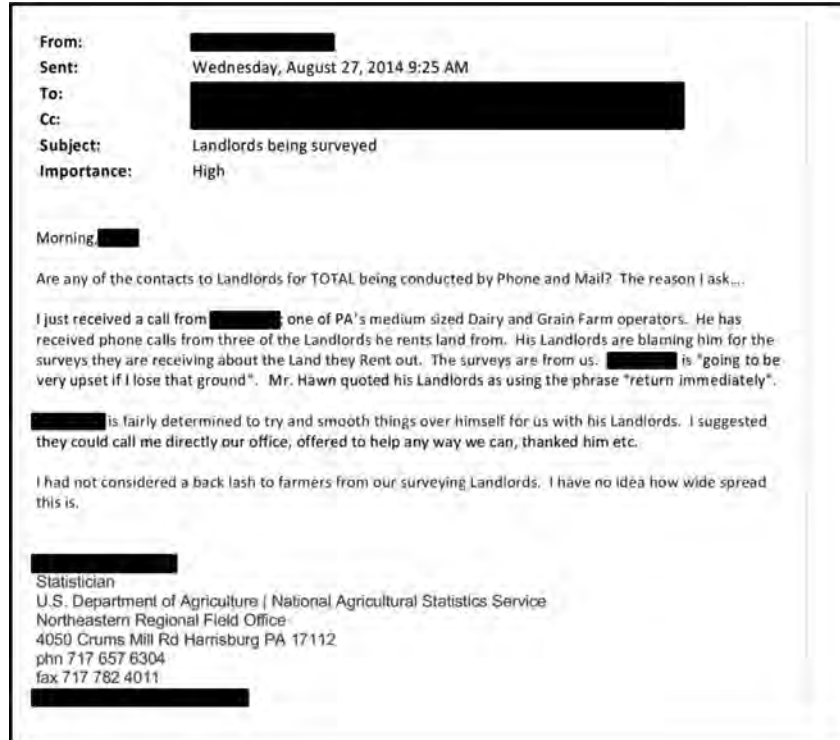 From:
Sent: Wednesday, August 27, 2014 9:25 AM
To:
Cc:
Subject: Landlords being surveyed
Importance: High
Morning,
Are any of the contacts to Landlords for TOTAL being conducted by Phone and Mail? The reason I ask....
I just received a call from ; one of PA's medium sized Dairy and Grain Farm operators. He has
received phone calls from three of the Landlords he rents land from. His Landlords are blaming him for the
surveys they are receiving about the Land they Rent out. The surveys are from us. is "going to be
very upset if I lose that ground". Mr. Hawn quoted his Landlords as using the phrase "return immediately".
is fairly determined to try and smooth things over himself for us with his Landlords. I suggested
they could call me directly our office, offered to help any way we can, thanked him etc.
I had not considered a back lash to farmers from our surveying Landlords. I have no idea how wide spread
this is.
Statistician
U.S. Department of Agriculture | National Agricultural Statistics Service
Northeastern Regional Field Office
4050 Crums Mill Rd Harrisburg PA 17112
phn 717 657 6304
fax 717 782 4011